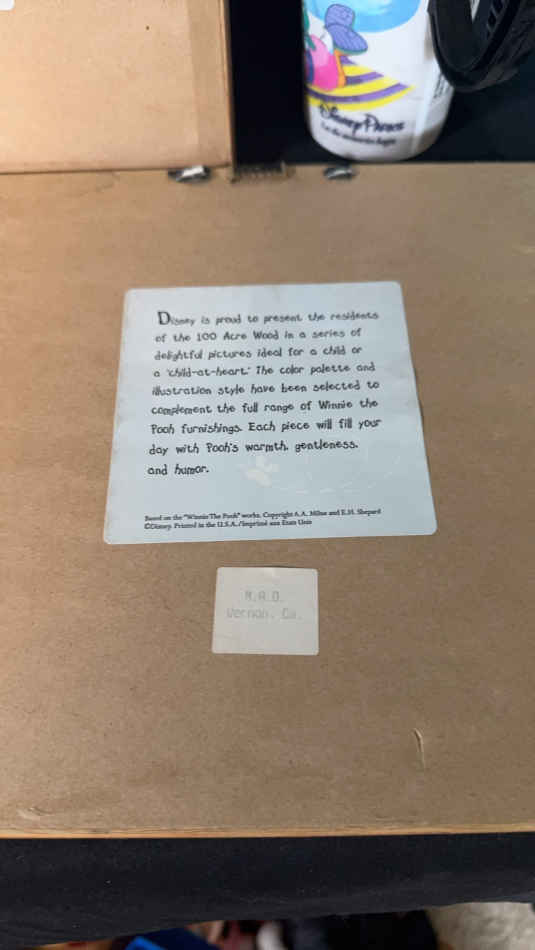 Disney Parks
Disney is proud to present the residents
of the 100 Acre Wood in a series of
delightful pictures ideal for a child or
a 'child-at-heart.' The color palette and
illustration style have been selected to
complement the full range of Winnie the
Pooh furnishings. Each piece will fill your
day with Pooh's warmth, gentleness,
and humor.
Based on the "Winnie The Pooh" works. Copyright A.A. Milne and E.H. Shepard
©Disney. Printed in the U.S.A./Imprimé aux Etats Unis
M.A.D.
Vernon, Ca.